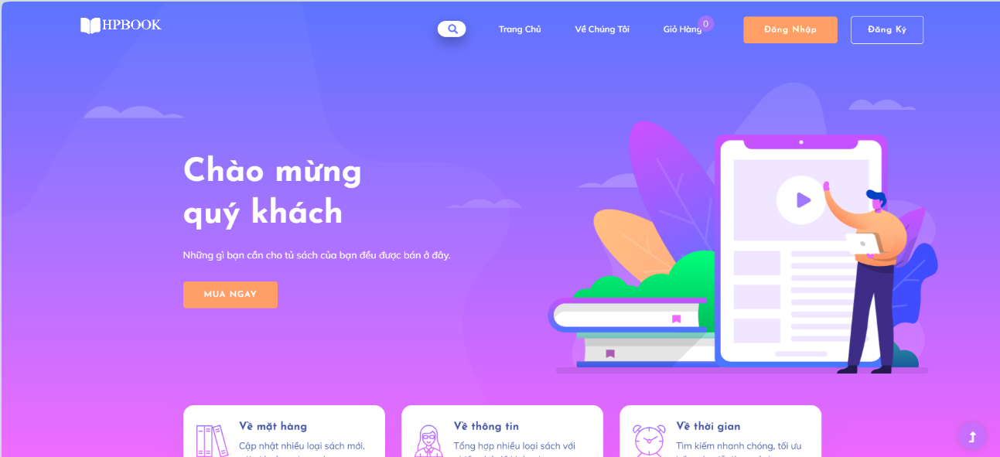 HPBOOK
Trang Chủ
Về Chúng Tôi
Giỏ Hàng
0
Đăng Nhập
Đăng Ký
Chào mừng
quý khách
Những gì bạn cần cho tủ sách của bạn đều được bán ở đây.
MUA NGAY
Về mặt hàng
Cập nhật nhiều loại sách mới,
Về thông tin
Tổng hợp nhiều loại sách với
Về thời gian
Tìm kiếm nhanh chóng, tối ưu